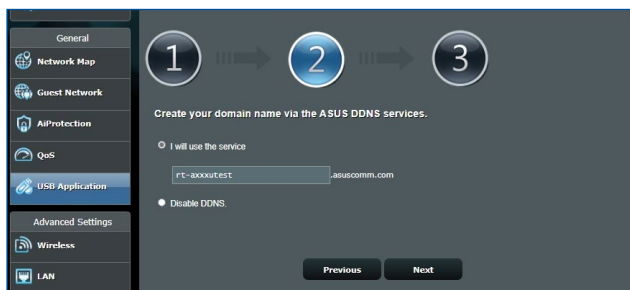 General
Network Map
Guest Network
AiProtection
QoS
USB Application
Advanced Settings
Wireless
LAN
1
2
3
Create your domain name via the ASUS DDNS services.
I will use the service
rt-axxxutest .asuscomm.com
Disable DDNS.
Previous Next